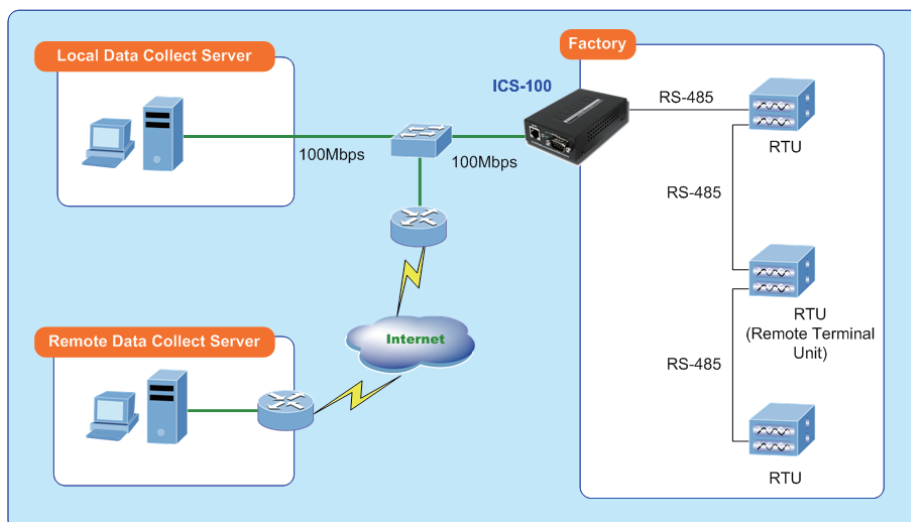 Local Data Collect Server
Factory
ICS-100
RS-485
100Mbps
100Mbps
RTU
RS-485
Internet
Remote Data Collect Server
RTU
(Remote Terminal
Unit)
RS-485
RTU